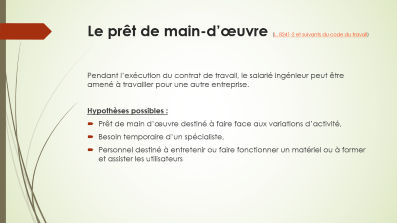 Le prêt de main-d'œuvre (L. 8241-2 et suivants du code du travail)
Pendant l'exécution du contrat de travail, le salarié ingénieur peut être
amené à travailler pour une autre entreprise.
Hypothèses possibles :
Prêt de main d'œuvre destiné à faire face aux variations d'activité,
Besoin temporaire d'un spécialiste,
Personnel destiné à entretenir ou faire fonctionner un matériel ou à former
et assister les utilisateurs